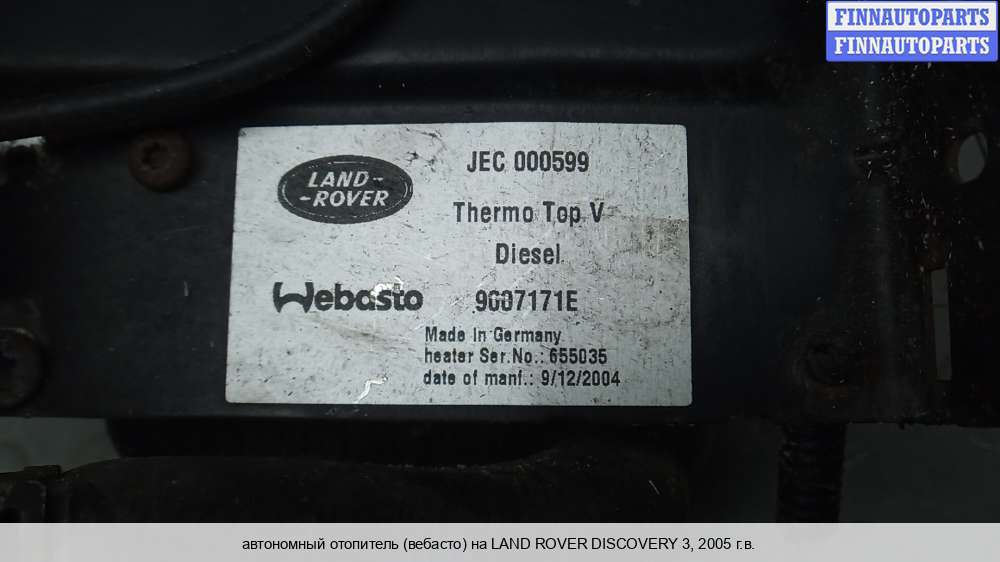 FINNAUTOPARTS
FINNAUTOPARTS
LAND-
-ROVER
JEC 000599
Thermo Top V
Diesel
Webasto
9007171E
Made In Germany
heater Ser.No.: 655035
date of manf.: 9/12/2004
автономный отопитель (вебасто) на LAND ROVER DISCOVERY 3, 2005 г.в.